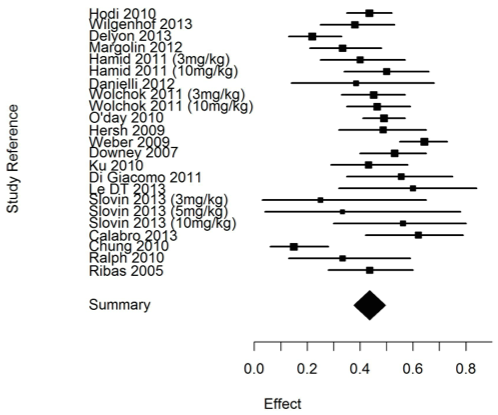 Study Reference
Hodi 2010
Wilgenhof 2013
Delyon 2013
Margolin 2012
Hamid 2011 (3mg/kg)
Hamid 2011 (10mg/kg)
Danielli 2012
Wolchok 2011 (3mg/kg)
Wolchok 2011 (10mg/kg)
O'day 2010
Hersh 2009
Weber 2009
Downey 2007
Ku 2010
Di Giacomo 2011
Le DT 2013
Slovin 2013 (3mg/kg)
Slovin 2013 (5mg/kg)
Slovin 2013 (10mg/kg)
Calabro 2013
Chung 2010
Ralph 2010
Ribas 2005
Summary
0.0 0.2 0.4 0.6 0.8
Effect